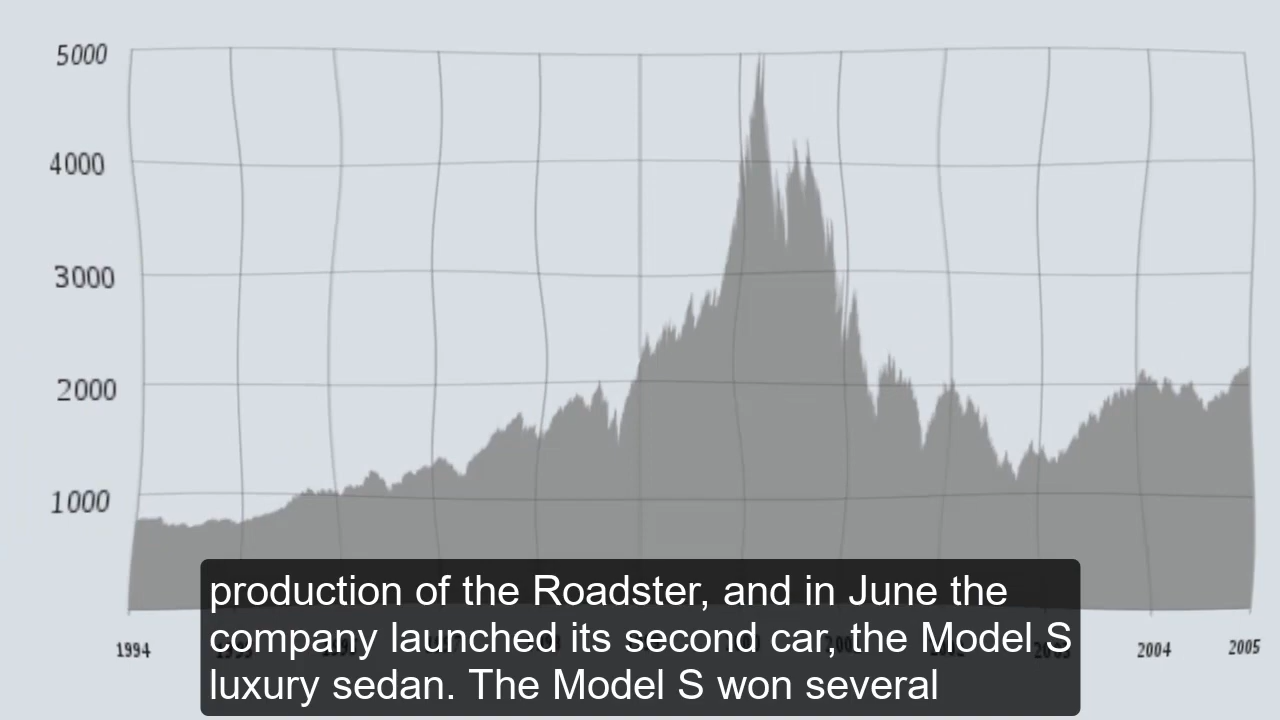 5000
4000
3000
2000
1000
1994 2004 2005
production of the Roadster, and in June the
company launched its second car, the Model S
luxury sedan. The Model S won several